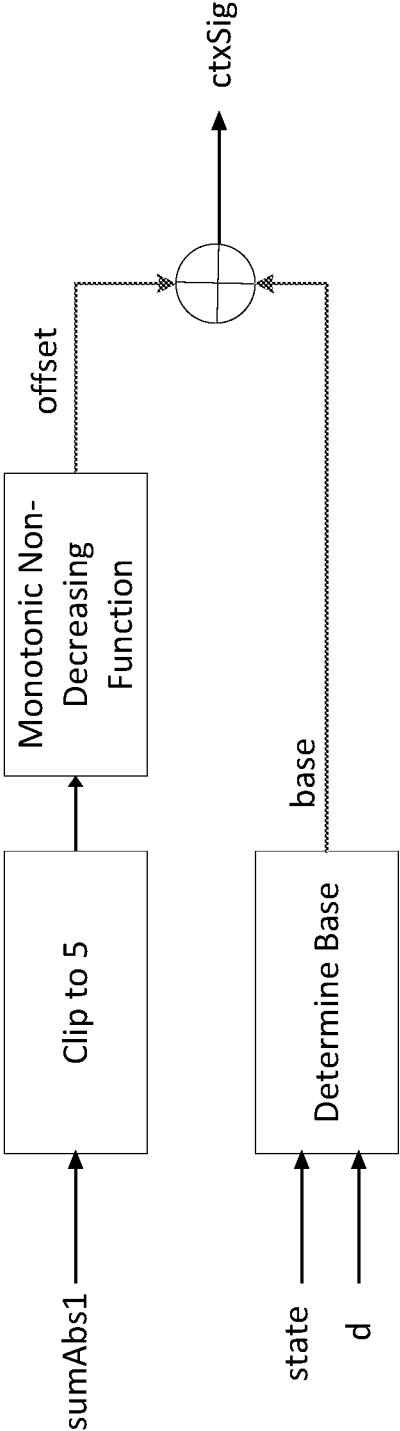 sumAbs1
Clip to 5
Monotonic Non-
Decreasing
Function
offset
state
d
Determine Base
base
ctxSig